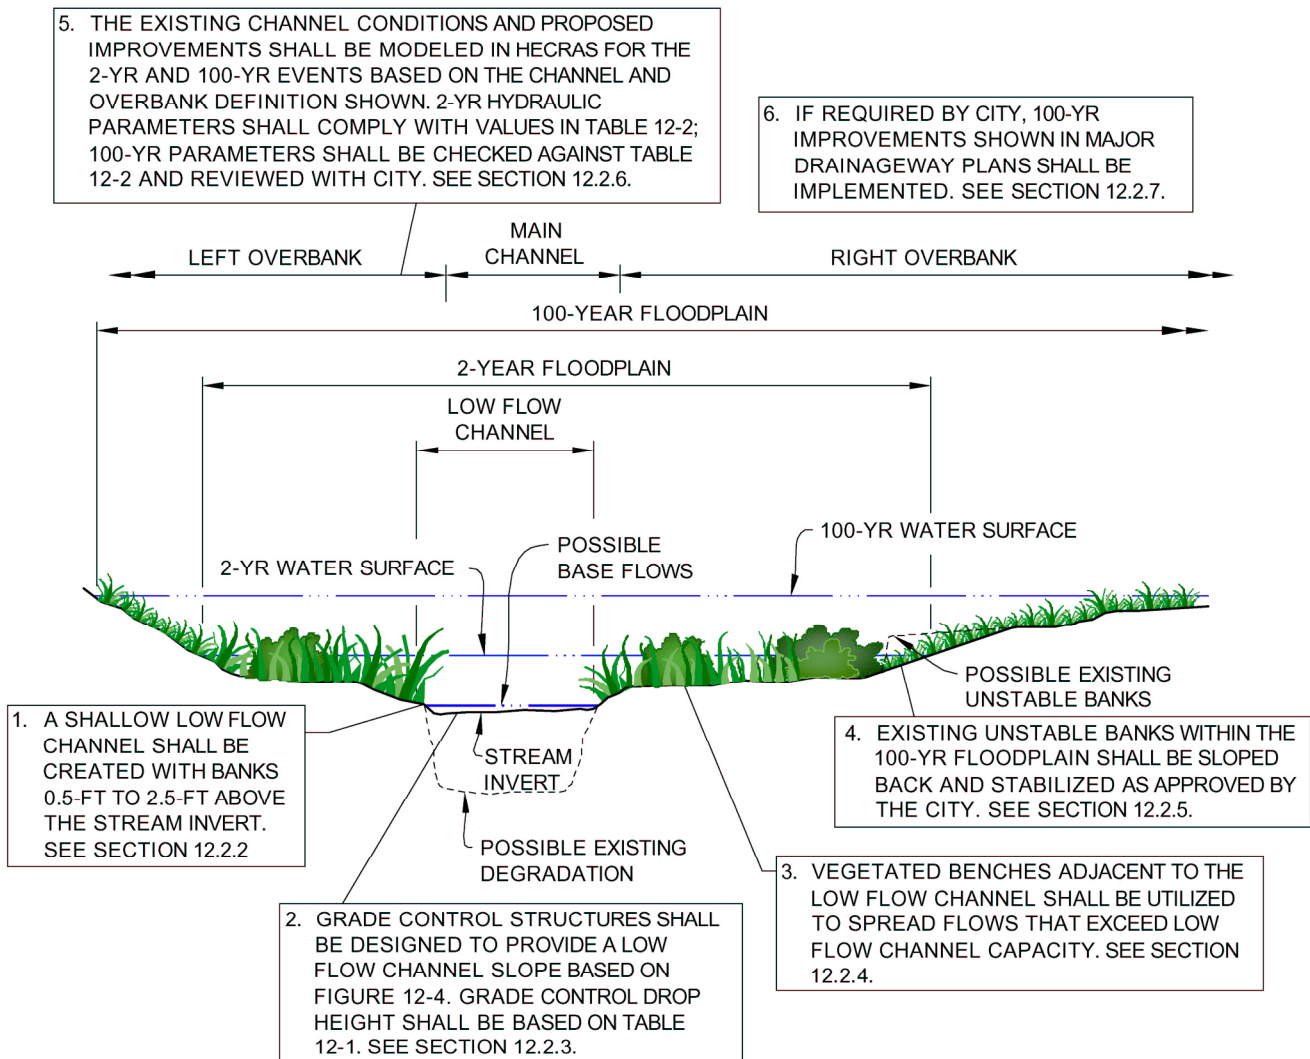 5. THE EXISTING CHANNEL CONDITIONS AND PROPOSED
IMPROVEMENTS SHALL BE MODELED IN HECRAS FOR THE
2-YR AND 100-YR EVENTS BASED ON THE CHANNEL AND
OVERBANK DEFINITION SHOWN. 2-YR HYDRAULIC
PARAMETERS SHALL COMPLY WITH VALUES IN TABLE 12-2;
100-YR PARAMETERS SHALL BE CHECKED AGAINST TABLE
12-2 AND REVIEWED WITH CITY. SEE SECTION 12.2.6.
6. IF REQUIRED BY CITY, 100-YR
IMPROVEMENTS SHOWN IN MAJOR
DRAINAGEWAY PLANS SHALL BE
IMPLEMENTED. SEE SECTION 12.2.7.
LEFT OVERBANK
MAIN
CHANNEL
RIGHT OVERBANK
100-YEAR FLOODPLAIN
2-YEAR FLOODPLAIN
LOW FLOW
CHANNEL
100-YR WATER SURFACE
2-YR WATER SURFACE
POSSIBLE
BASE FLOWS
POSSIBLE EXISTING
UNSTABLE BANKS
STREAM
INVERT
POSSIBLE EXISTING
DEGRADATION
1. A SHALLOW LOW FLOW
CHANNEL SHALL BE
CREATED WITH BANKS
0.5-FT TO 2.5-FT ABOVE
THE STREAM INVERT.
SEE SECTION 12.2.2
4. EXISTING UNSTABLE BANKS WITHIN THE
100-YR FLOODPLAIN SHALL BE SLOPED
BACK AND STABILIZED AS APPROVED BY
THE CITY. SEE SECTION 12.2.5.
3. VEGETATED BENCHES ADJACENT TO THE
LOW FLOW CHANNEL SHALL BE UTILIZED
TO SPREAD FLOWS THAT EXCEED LOW
FLOW CHANNEL CAPACITY. SEE SECTION
12.2.4.
2. GRADE CONTROL STRUCTURES SHALL
BE DESIGNED TO PROVIDE A LOW
FLOW CHANNEL SLOPE BASED ON
FIGURE 12-4. GRADE CONTROL DROP
HEIGHT SHALL BE BASED ON TABLE
12-1. SEE SECTION 12.2.3.